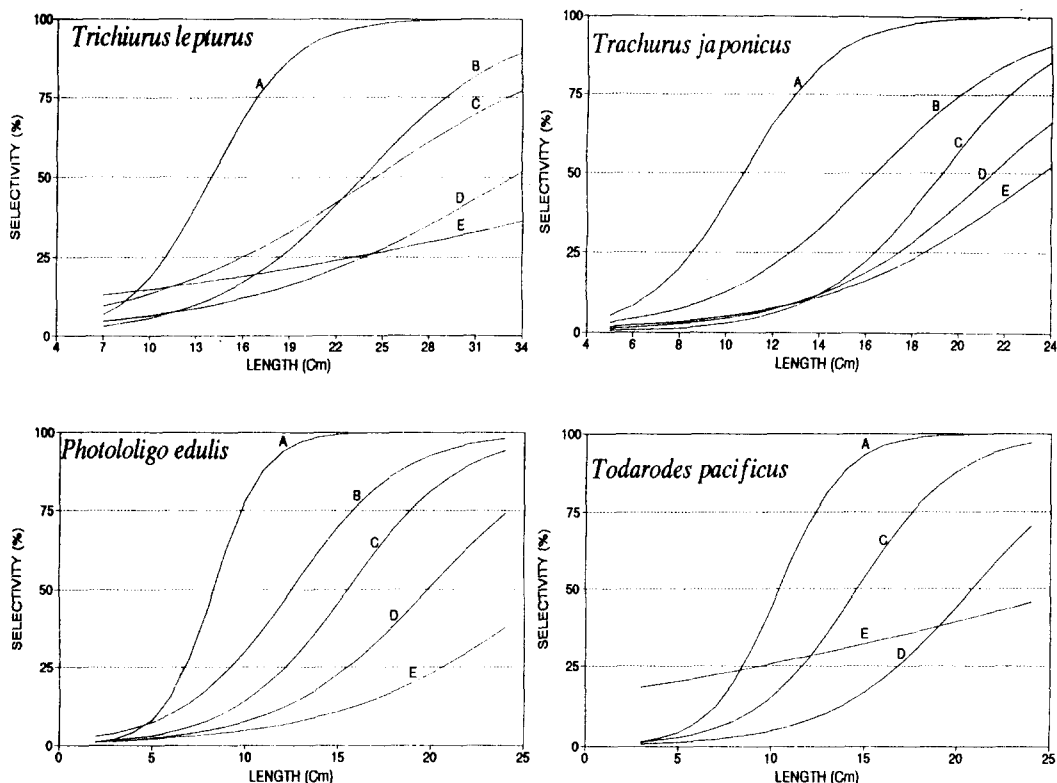 Trichiurus lepturus
SELECTIVITY (%)
100
75
50
25
0
A
B
C
D
E
4 7 10 13 16 19 22 25 28 31 34
LENGTH (Cm)
Trachurus japonicus
SELECTIVITY (%)
100
75
50
25
0
A
B
C
D
E
4 6 8 10 12 14 16 18 20 22 24
LENGTH (Cm)
Photololigo edulis
SELECTIVITY (%)
100
75
50
25
0
A
B
C
D
E
0 5 10 15 20 25
LENGTH (Cm)
Todarodes pacificus
SELECTIVITY (%)
100
75
50
25
0
A
C
E
D
0 5 10 15 20 25
LENGTH (Cm)